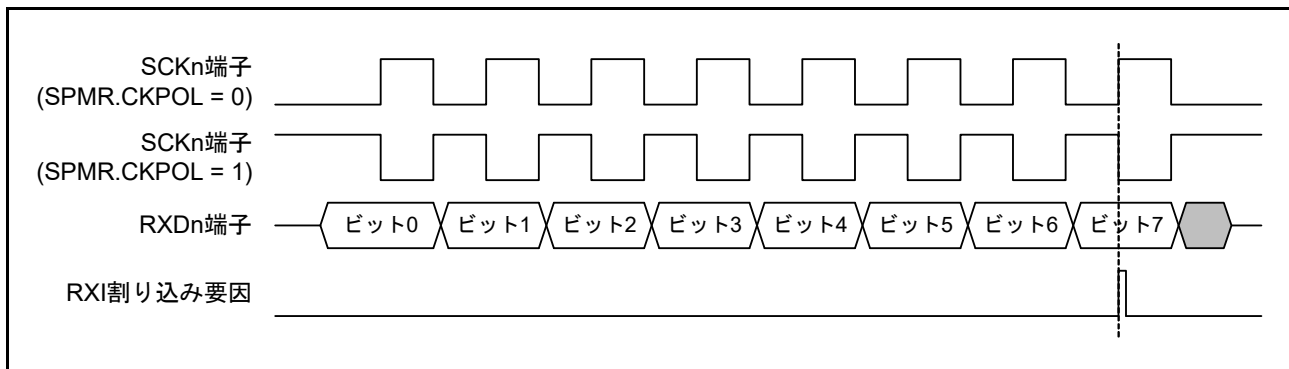 SCKn端子
(SPMR.CKPOL = 0)
SCKn端子
(SPMR.CKPOL = 1)
RXDn端子
ビット0 ビット1 ビット2 ビット3 ビット4 ビット5 ビット6 ビット7
RXI割り込み要因